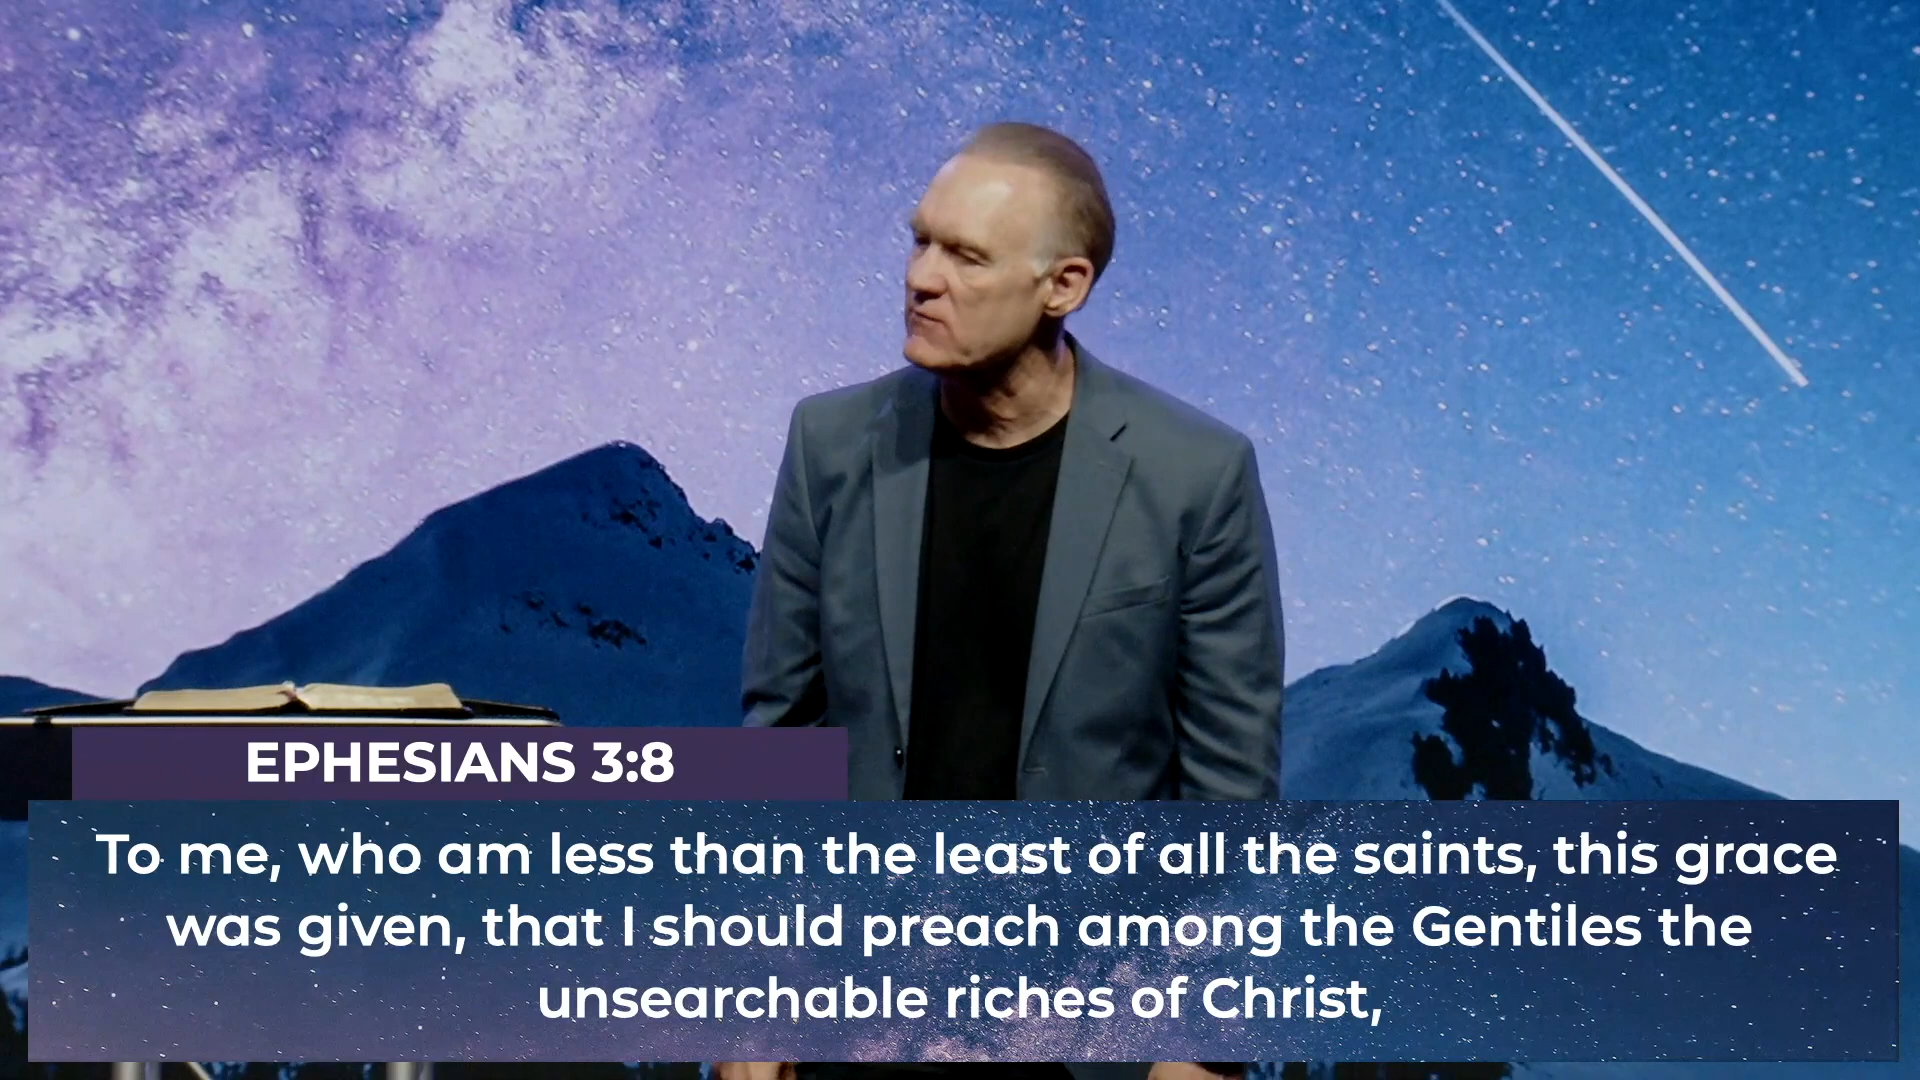 EPHESIANS 3:8
To me, who am less than the least of all the saints, this grace
was given, that I should preach among the Gentiles the
unsearchable riches of Christ,